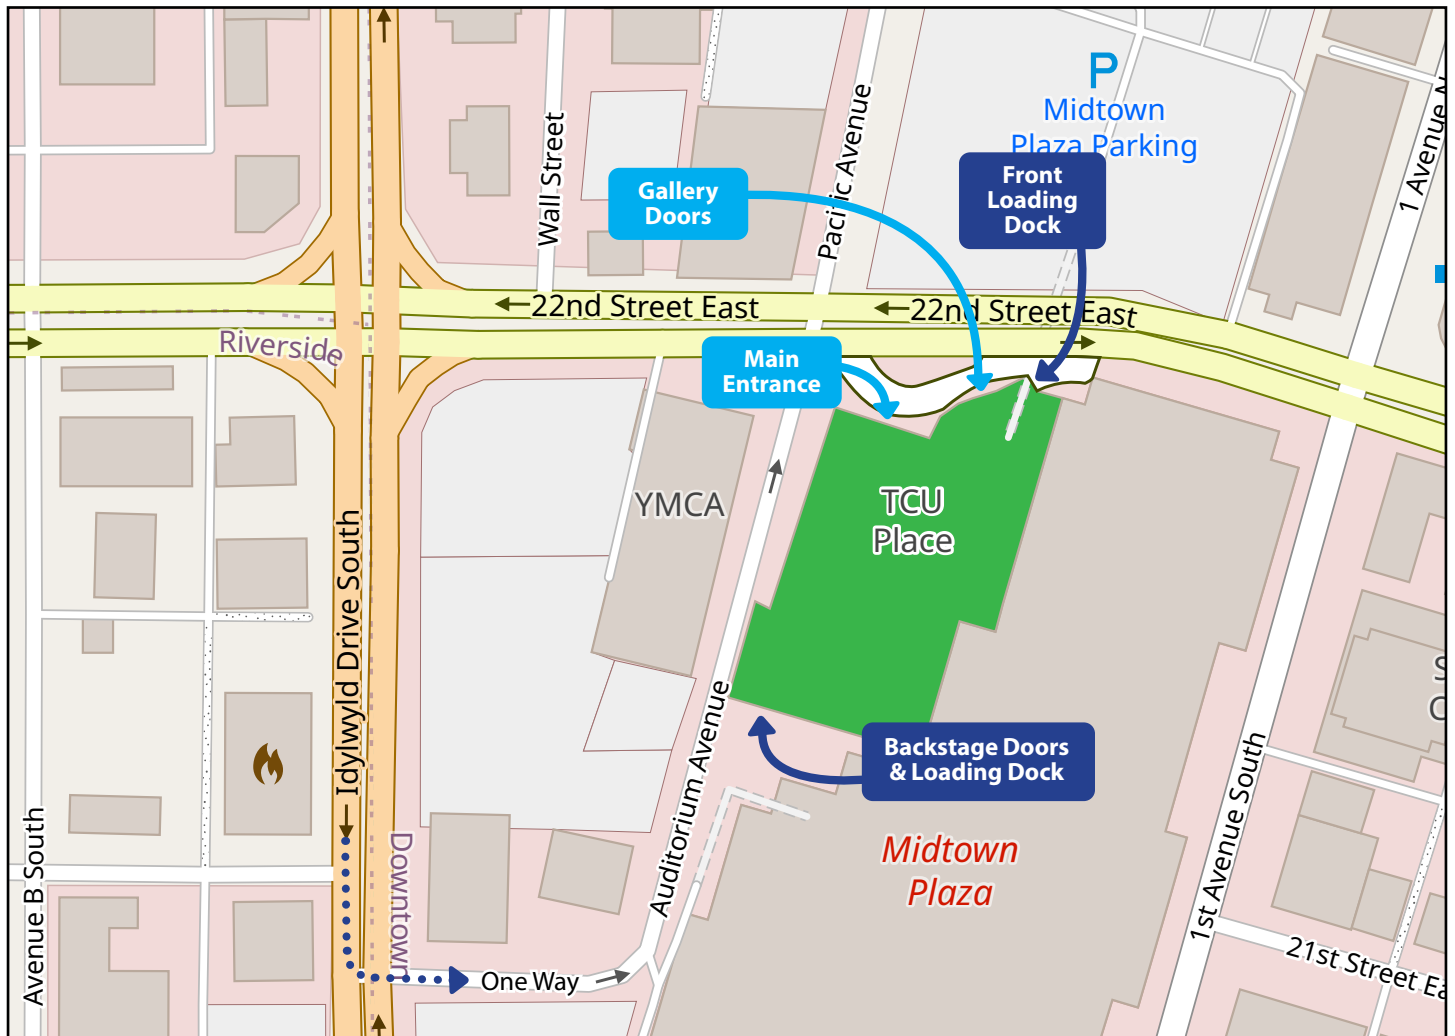 P
Midtown
Plaza Parking
Front
Loading
Dock
Gallery
Doors
Wall Street
Pacific Avenue
1 Avenue N
22nd Street East
22nd Street East
Riverside
Main
Entrance
YMCA
TCU
Place
Idylwyld Drive South
Auditorium Avenue
Backstage Doors
& Loading Dock
Midtown
Plaza
Downtown
Avenue B South
1st Avenue South
21st Street Ea
One Way
S